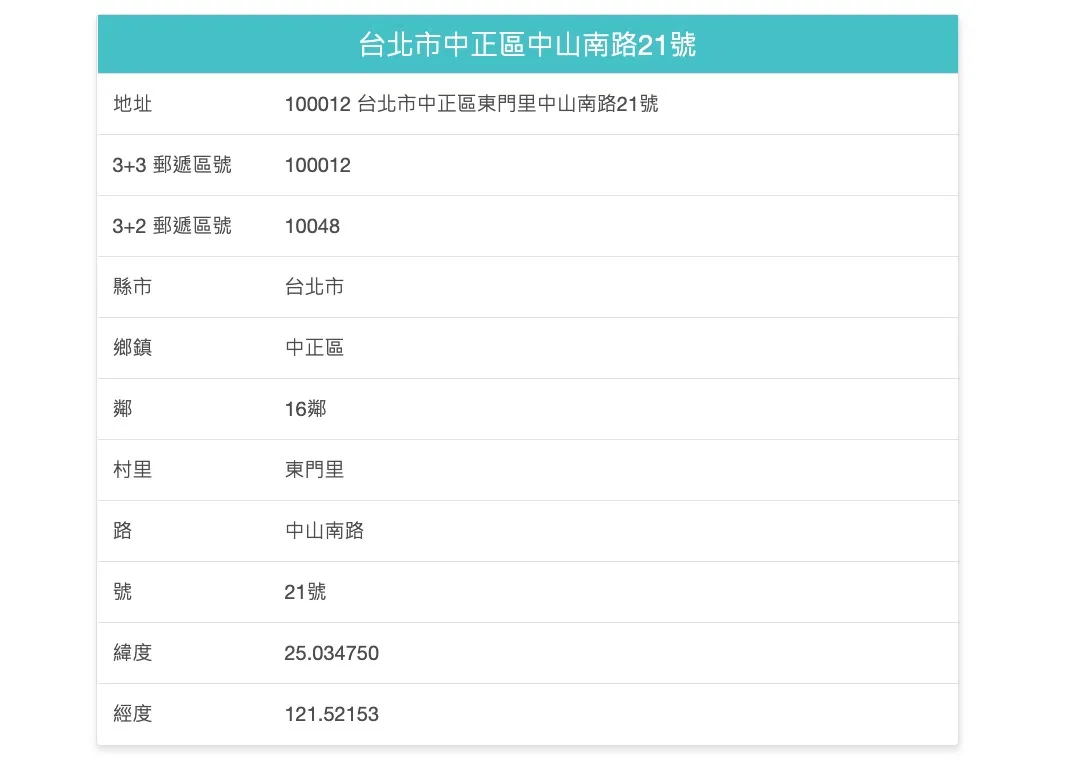 台北市中正區中山南路21號
地址 100012 台北市中正區東門里中山南路21號
3+3 郵遞區號 100012
3+2 郵遞區號 10048
縣市 台北市
鄉鎮 中正區
鄰 16鄰
村里 東門里
路 中山南路
號 21號
緯度 25.034750
經度 121.52153